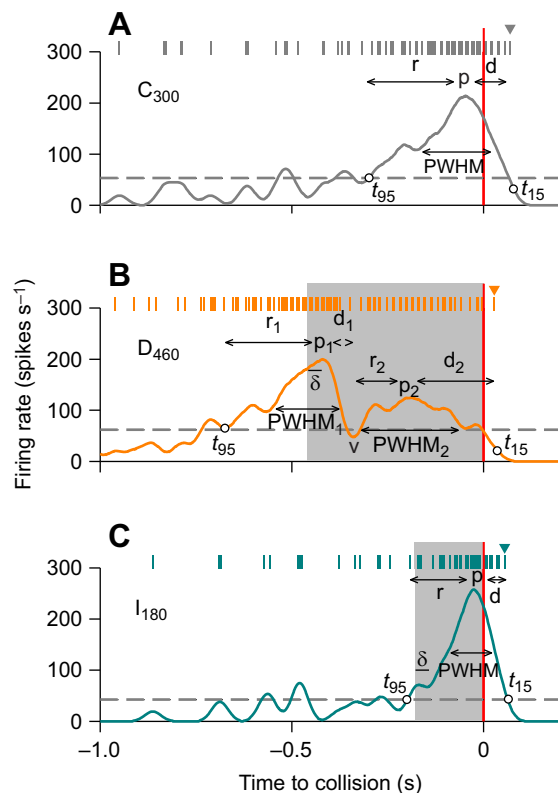 A
300
200
100
0
C300
r
p
d
PWHM
t95
t15
Firing rate (spikes s−1)
B
300
200
100
0
D460
r1
p1
d1
δ
r2
p2
d2
PWHM1
PWHM2
v
t95
t15
C
300
200
100
0
I180
r
p
d
δ
PWHM
t95
t15
−1.0
−0.5
0
Time to collision (s)